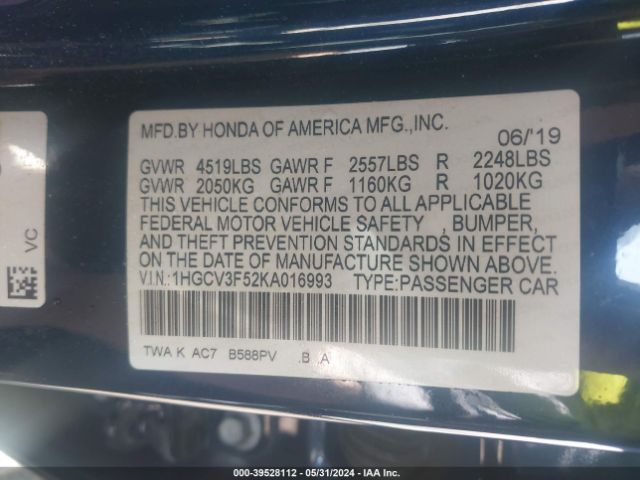 MFD.BY HONDA OF AMERICA MFG.,INC.
06/'19
GVWR 4519LBS GAWR F 2557LBS R 2248LBS
GVWR 2050KG GAWR F 1160KG R 1020KG
THIS VEHICLE CONFORMS TO ALL APPLICABLE
FEDERAL MOTOR VEHICLE SAFETY , BUMPER,
AND THEFT PREVENTION STANDARDS IN EFFECT
ON THE DATE OF MANUFACTURE SHOWN ABOVE.
V.I.N.:1HGCV3F52KA016993 TYPE:PASSENGER CAR
TWA K AC7 B588PV .B .A
VC
000-39528112 - 05/31/2024 - IAA Inc.